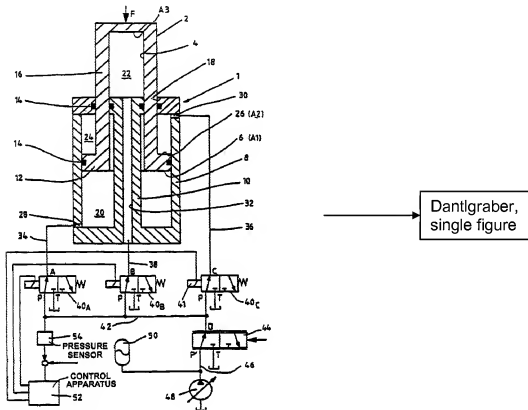 F
A3
2
4
16
22
18
1
14
30
24
26 (A2)
6 (A1)
14
8
12
10
20
32
28
34
36
38
A
B
C
P
T
P
T
P
T
40A
40B
41
40C
42
54
PRESSURE
SENSOR
50
D
44
P'
T
46
CONTROL
APPARATUS
52
48
Dantlgraber,
single figure